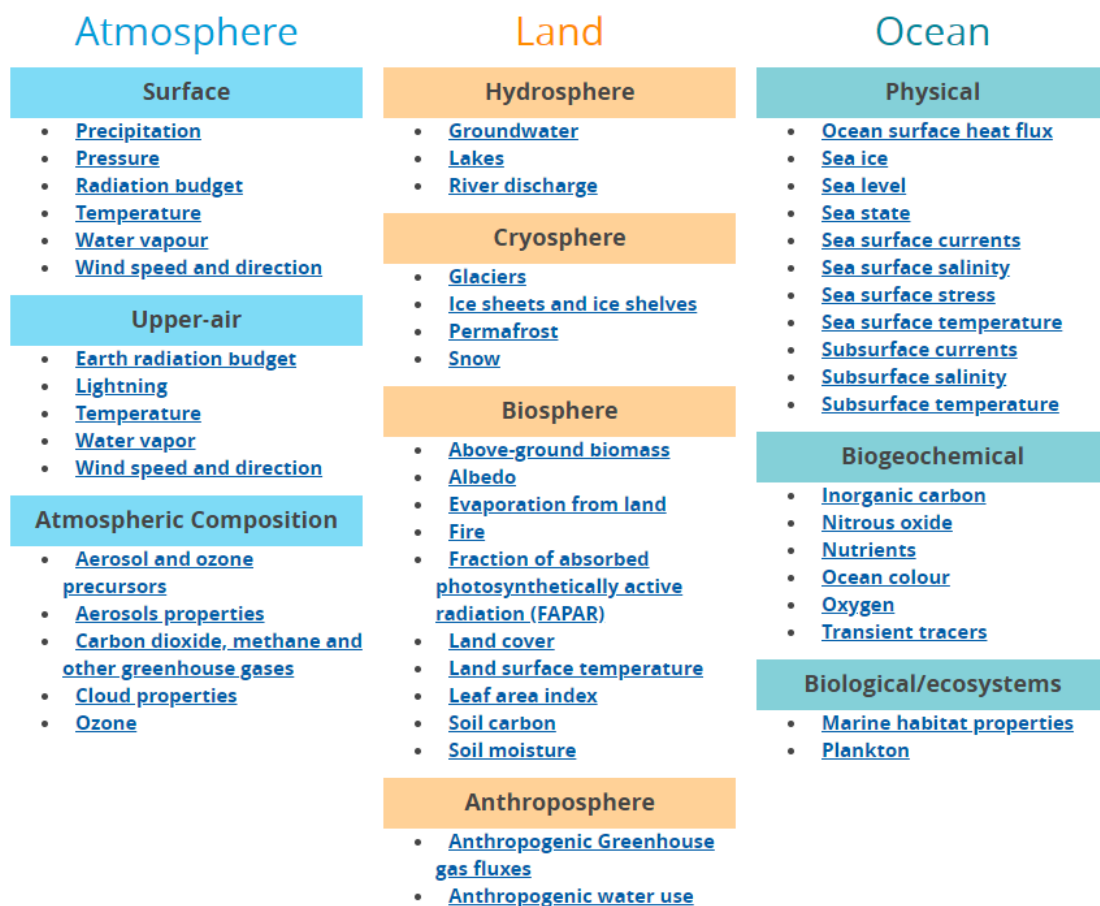 Atmosphere
Surface
Precipitation
Pressure
Radiation budget
Temperature
Water vapour
Wind speed and direction
Upper-air
Earth radiation budget
Lightning
Temperature
Water vapor
Wind speed and direction
Atmospheric Composition
Aerosol and ozone
precursors
Aerosols properties
Carbon dioxide, methane and
other greenhouse gases
Cloud properties
Ozone
Land
Hydrosphere
Groundwater
Lakes
River discharge
Cryosphere
Glaciers
Ice sheets and ice shelves
Permafrost
Snow
Biosphere
Above-ground biomass
Albedo
Evaporation from land
Fire
Fraction of absorbed
photosynthetically active
radiation (FAPAR)
Land cover
Land surface temperature
Leaf area index
Soil carbon
Soil moisture
Anthroposphere
Anthropogenic Greenhouse
gas fluxes
Anthropogenic water use
Ocean
Physical
Ocean surface heat flux
Sea ice
Sea level
Sea state
Sea surface currents
Sea surface salinity
Sea surface stress
Sea surface temperature
Subsurface currents
Subsurface salinity
Subsurface temperature
Biogeochemical
Inorganic carbon
Nitrous oxide
Nutrients
Ocean colour
Oxygen
Transient tracers
Biological/ecosystems
Marine habitat properties
Plankton